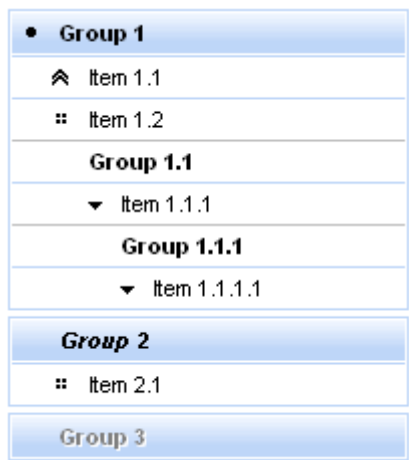 Group 1
Item 1.1
Item 1.2
Group 1.1
Item 1.1.1
Group 1.1.1
Item 1.1.1.1
Group 2
Item 2.1
Group 3